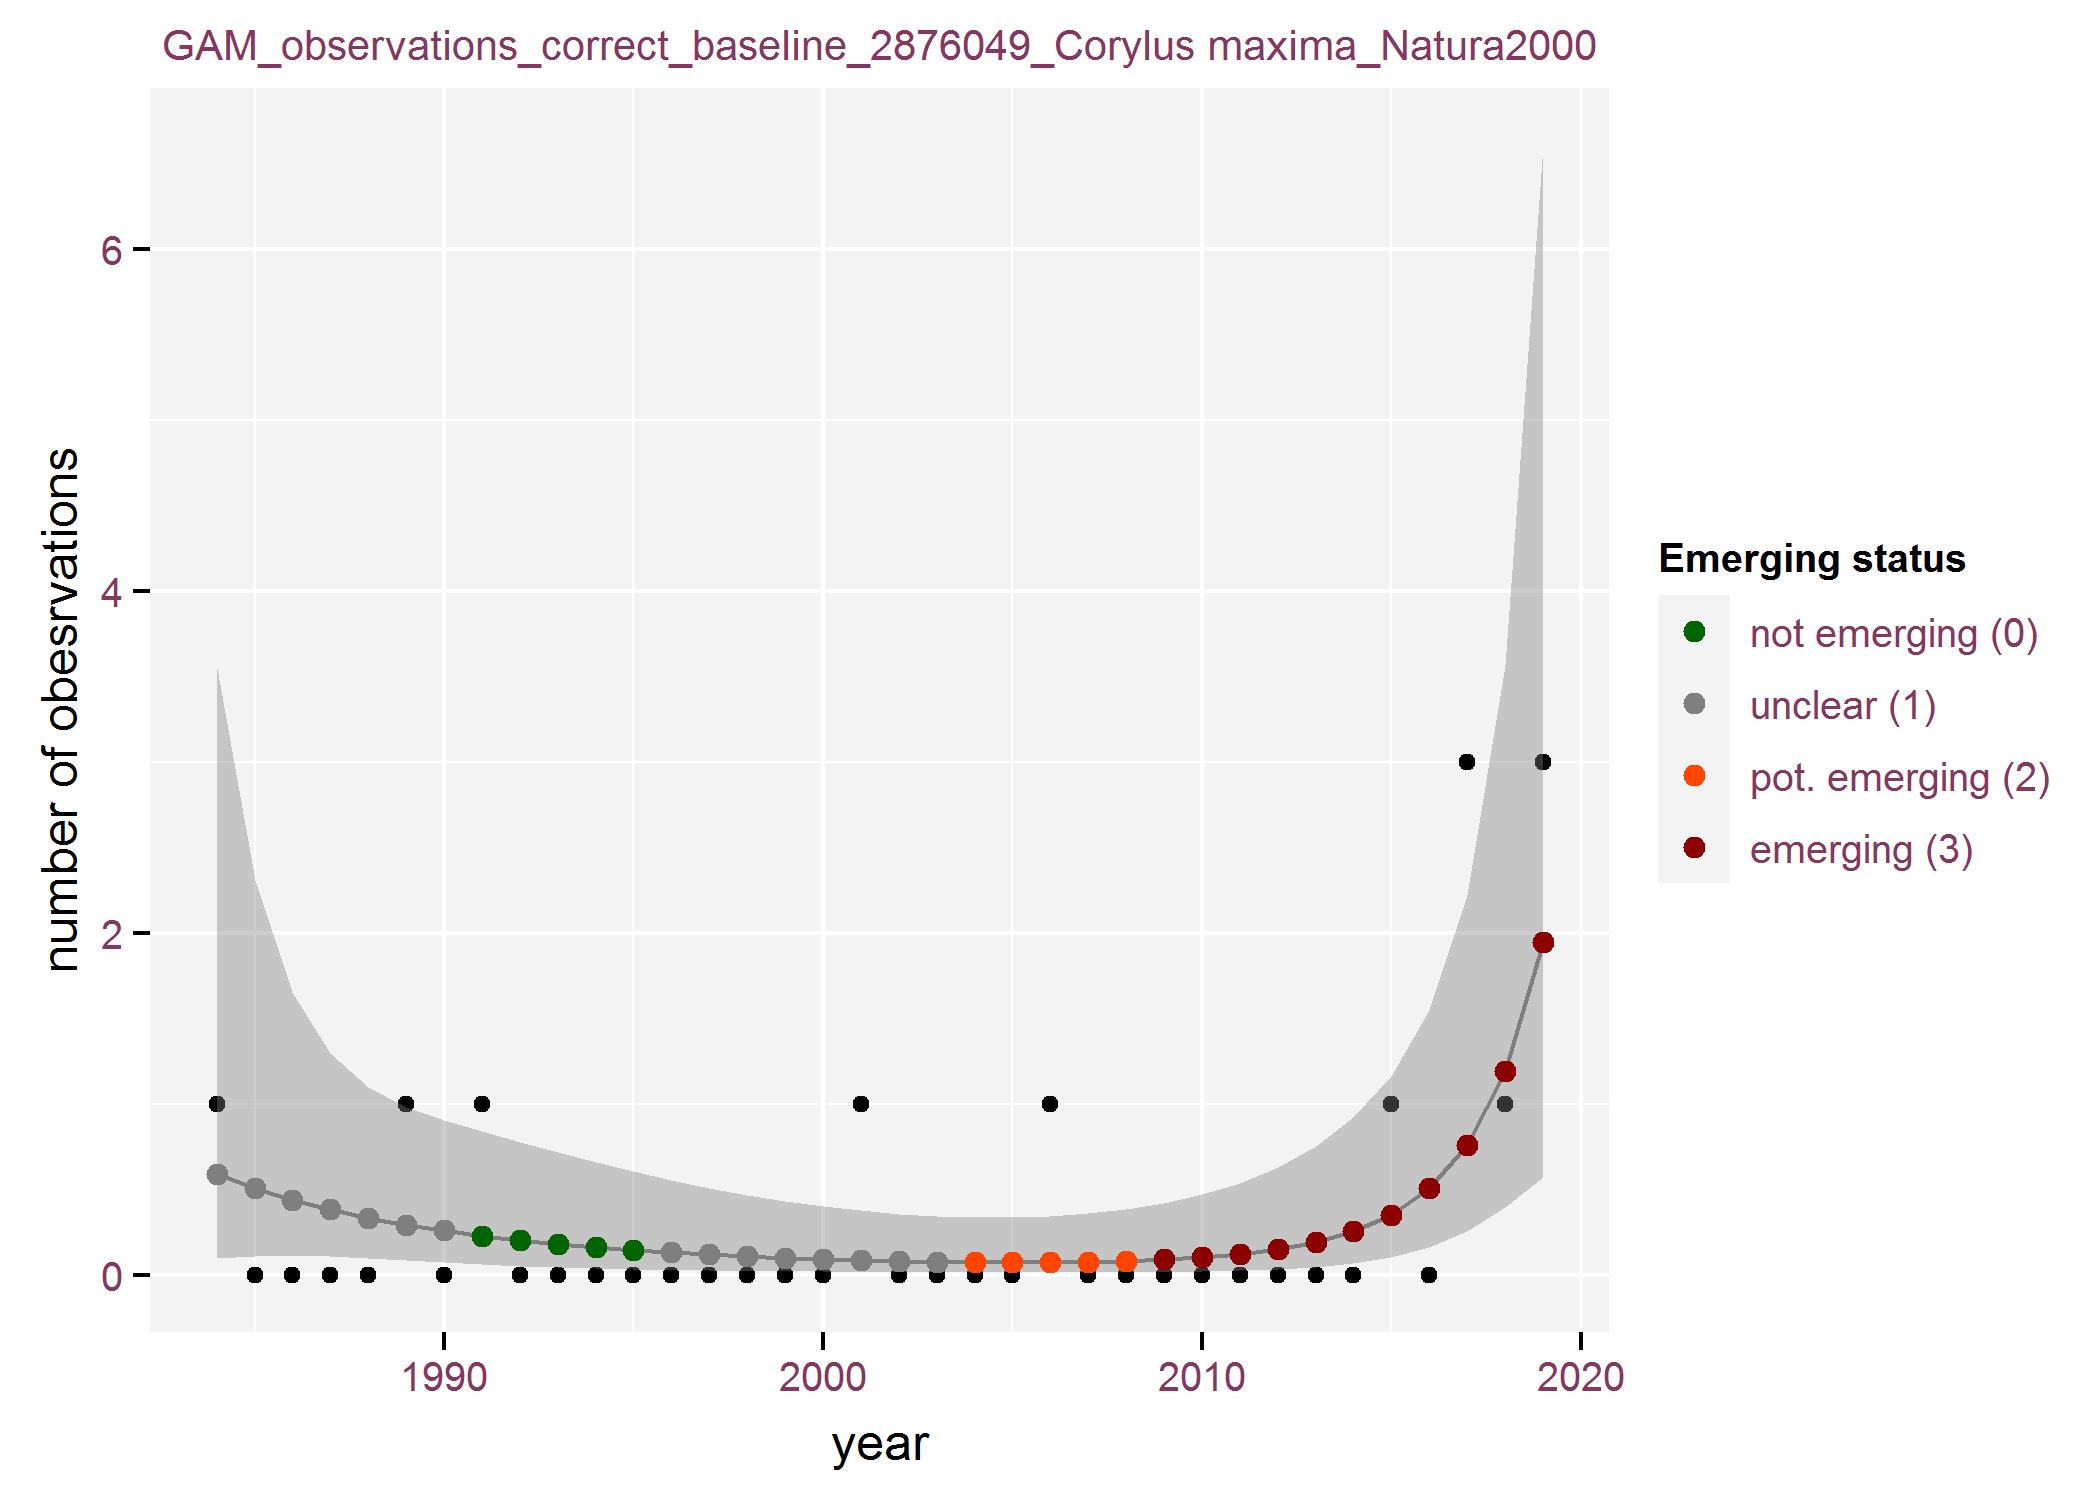 GAM_observations_correct_baseline_2876049_Corylus maxima_Natura2000
number of obesrvations
6
4
2
0
1990
2000
2010
2020
year
Emerging status
not emerging (0)
unclear (1)
pot. emerging (2)
emerging (3)